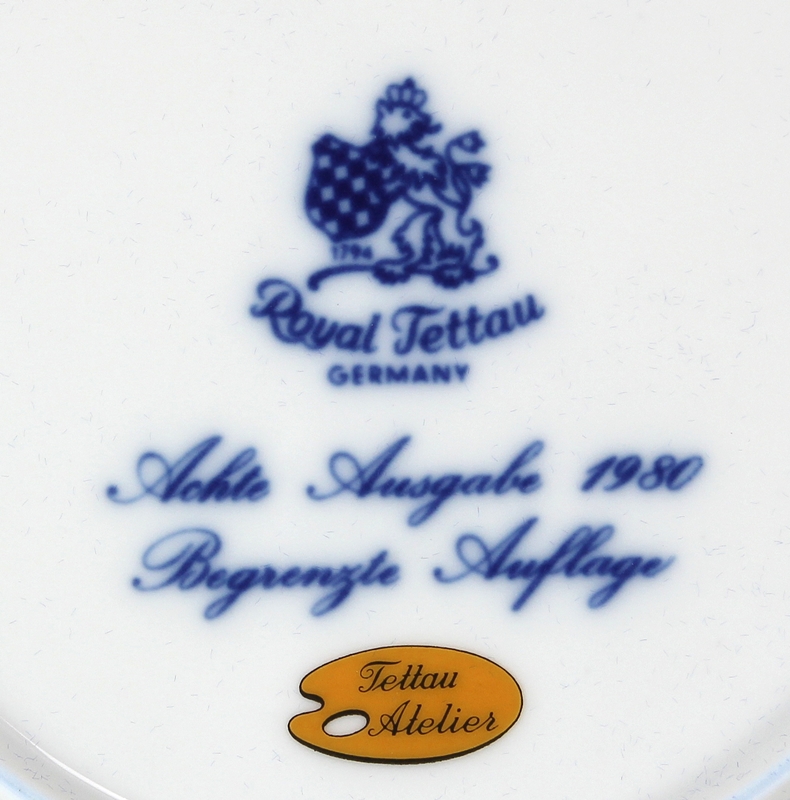 1794
Royal Tettau
GERMANY
Achte Ausgabe 1980
Begrenzte Auflage
Tettau
Atelier